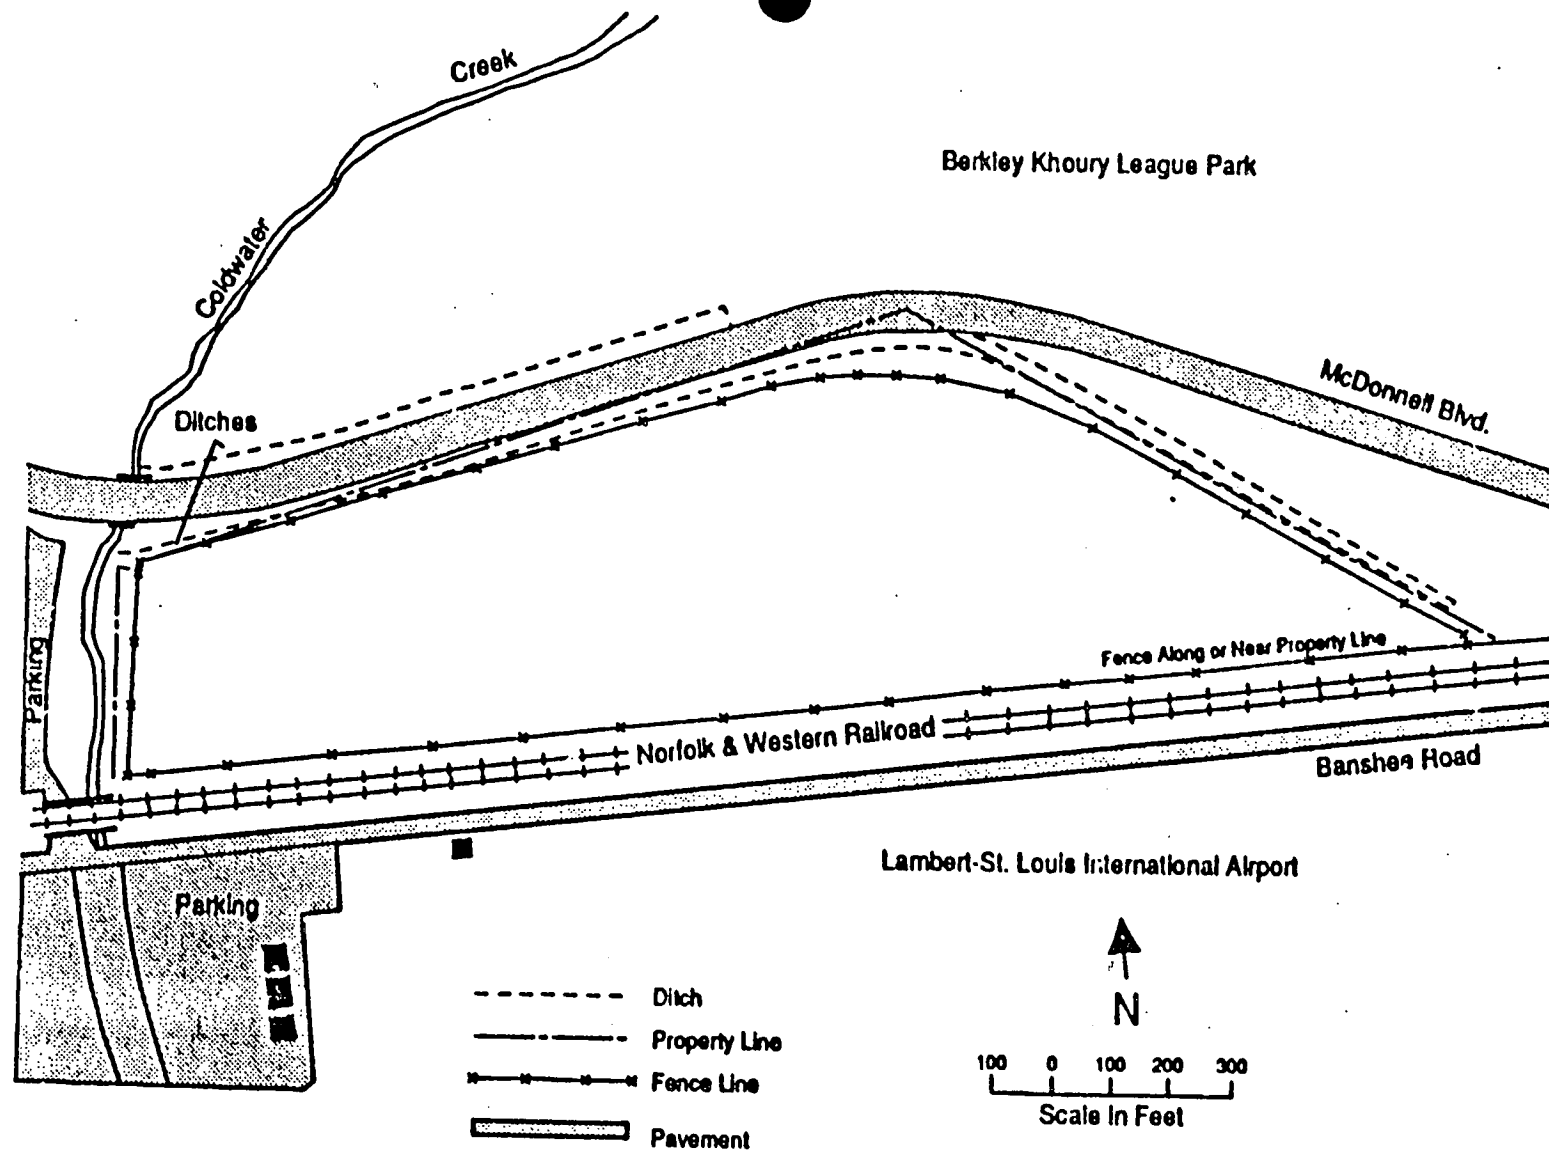 Creek
Berkley Khoury League Park
Coldwater
McDonnell Blvd.
Ditches
Parking
Fence Along or Near Property Line
Norfolk & Western Railroad
Banshee Road
Lambert-St. Louis International Airport
Parking
N
Ditch
Property Line
Fence Line
Pavement
100 0 100 200 300
Scale In Feet